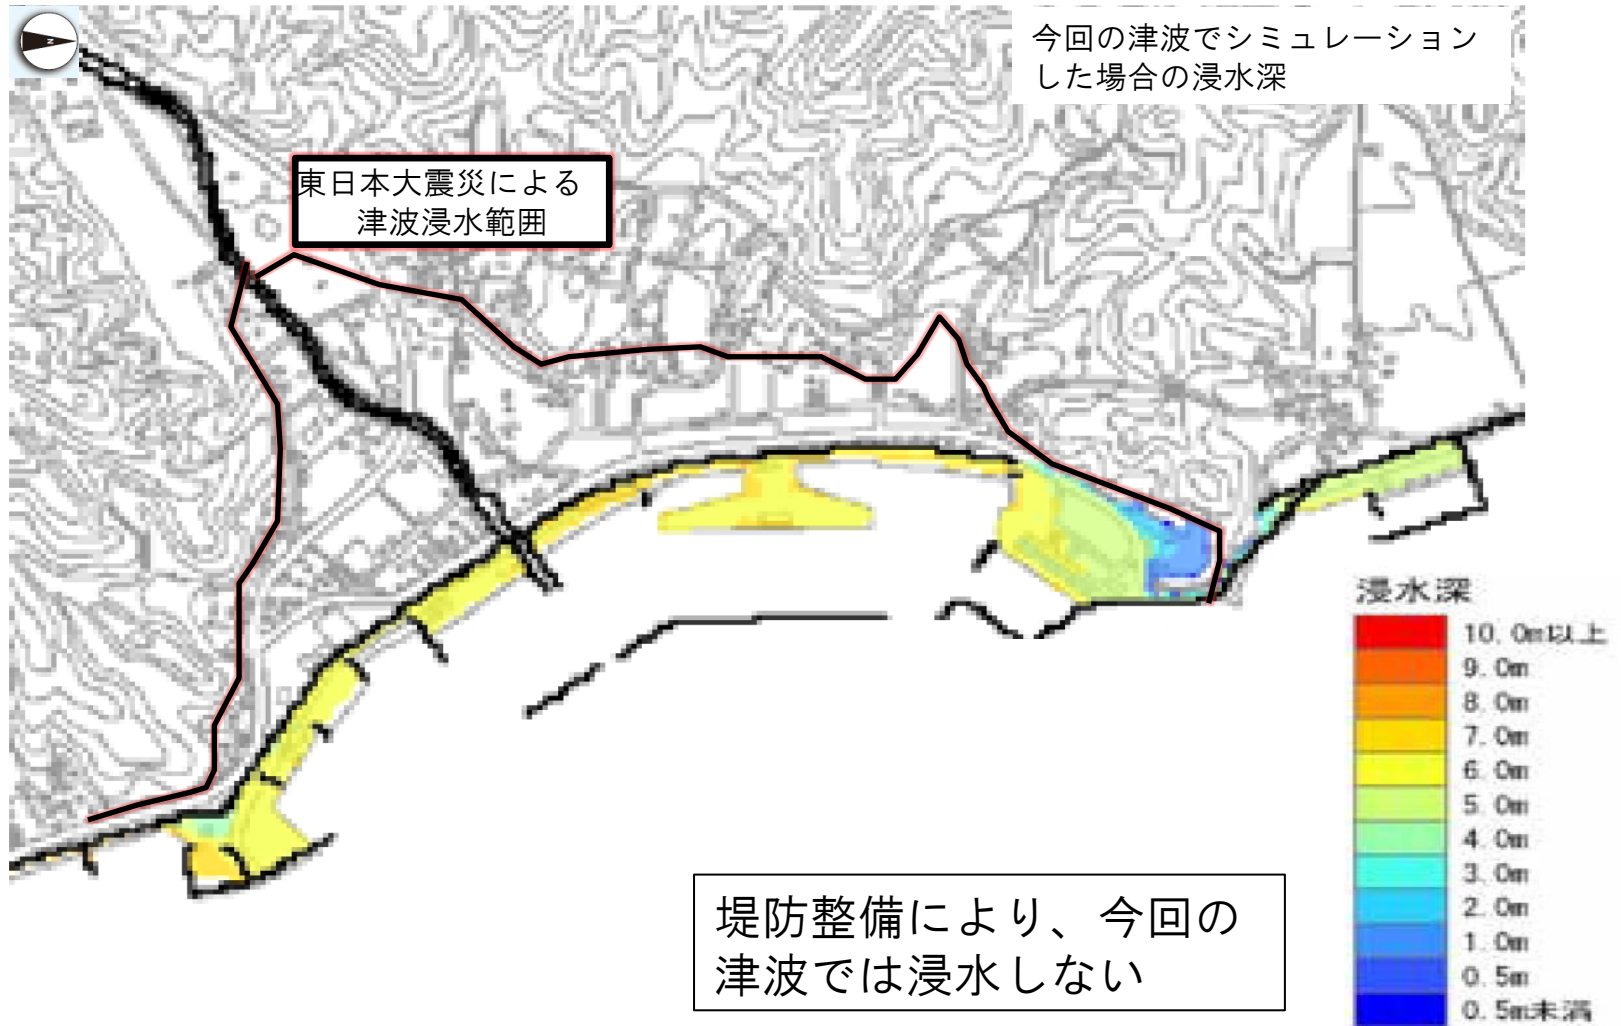 N
今回の津波でシミュレーション
した場合の浸水深
東日本大震災による
津波浸水範囲
浸水深
10.0m以上
9.0m
8.0m
7.0m
6.0m
5.0m
4.0m
3.0m
2.0m
1.0m
0.5m
0.5m未満
堤防整備により、今回の
津波では浸水しない